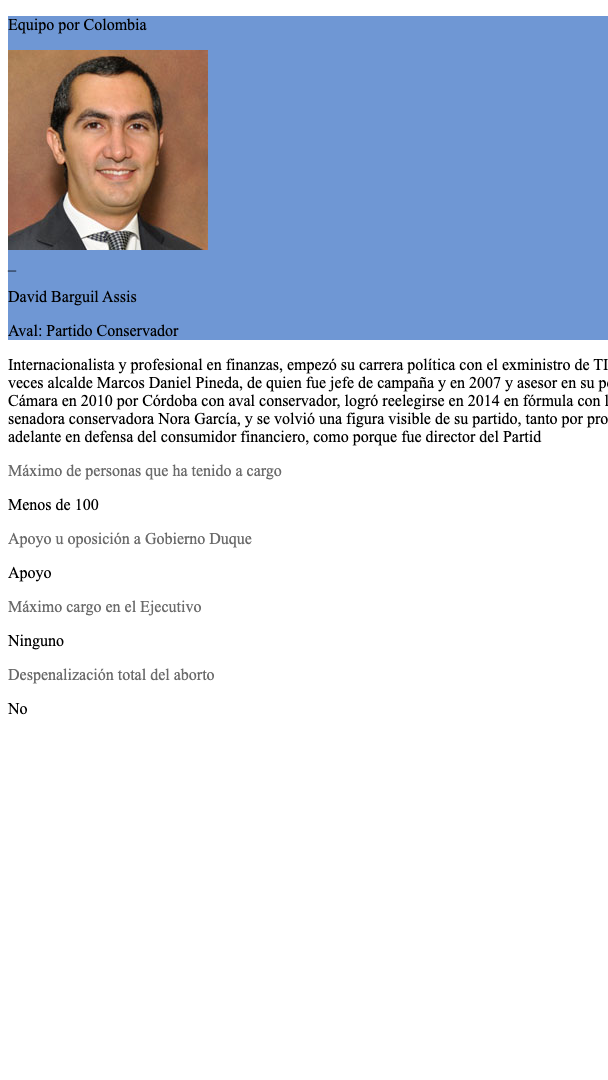 Equipo por Colombia
_
David Barguil Assis
Aval: Partido Conservador
Internacionalista y profesional en finanzas, empezó su carrera política con el exministro de TI
veces alcalde Marcos Daniel Pineda, de quien fue jefe de campaña y en 2007 y asesor en su
Cámara en 2010 por Córdoba con aval conservador, logró reelegirse en 2014 en fórmula con
senadora conservadora Nora García, y se volvió una figura visible de su partido, tanto por pro
adelante en defensa del consumidor financiero, como porque fue director del Partid
Máximo de personas que ha tenido a cargo
Menos de 100
Apoyo u oposición a Gobierno Duque
Apoyo
Máximo cargo en el Ejecutivo
Ninguno
Despenalización total del aborto
No